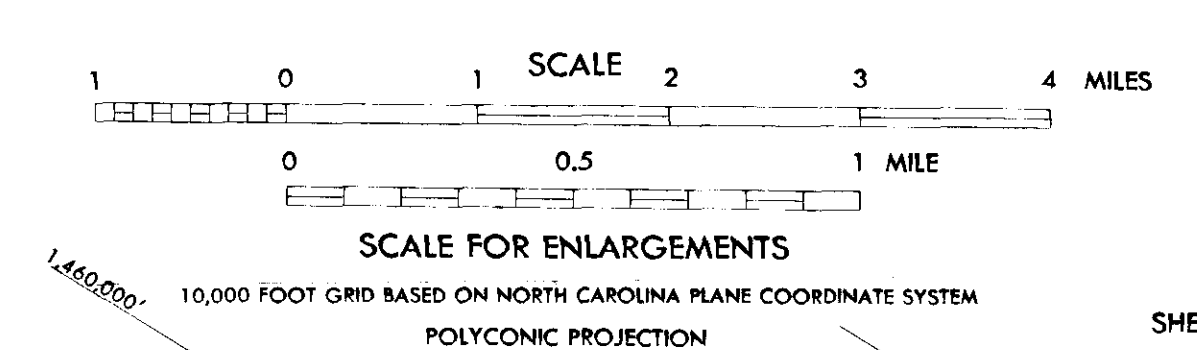 SCALE
1 0 1 2 3 4 MILES
0 0.5 1 MILE
SCALE FOR ENLARGEMENTS
1,460,000'
10,000 FOOT GRID BASED ON NORTH CAROLINA PLANE COORDINATE SYSTEM
POLYCONIC PROJECTION
SHE